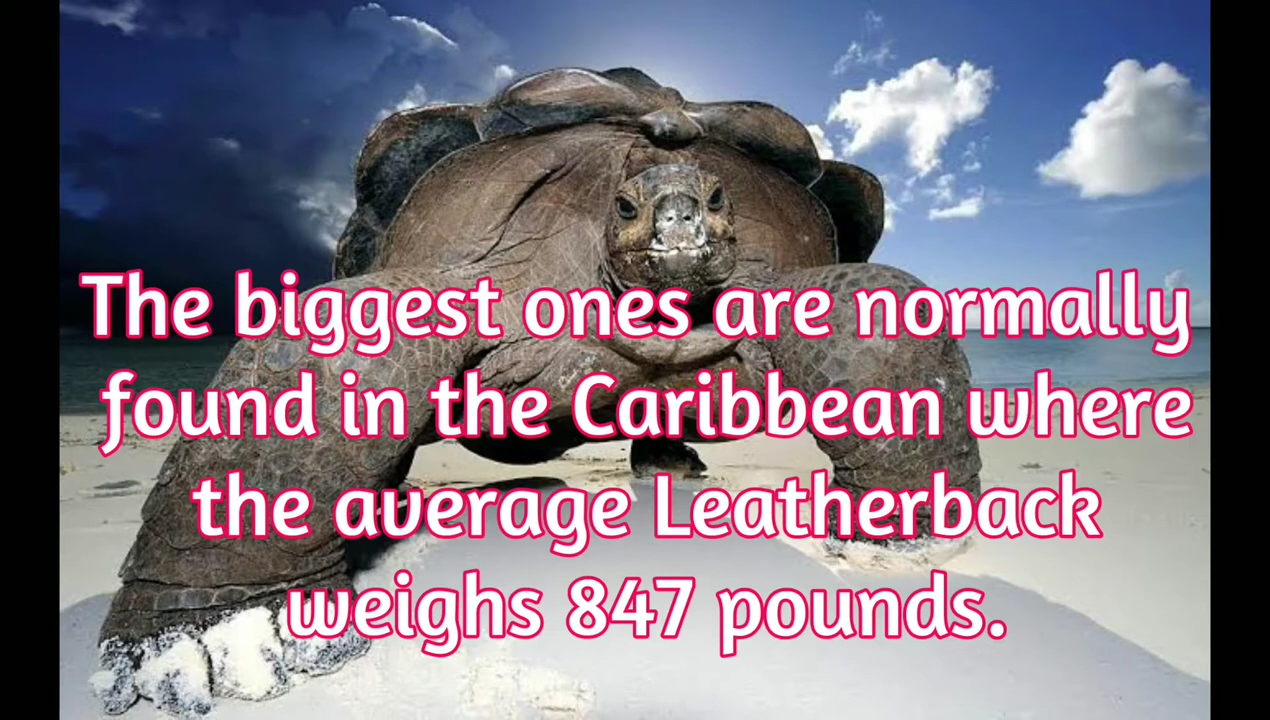 The biggest ones are normally
found in the Caribbean where
the average Leatherback
weighs 847 pounds.